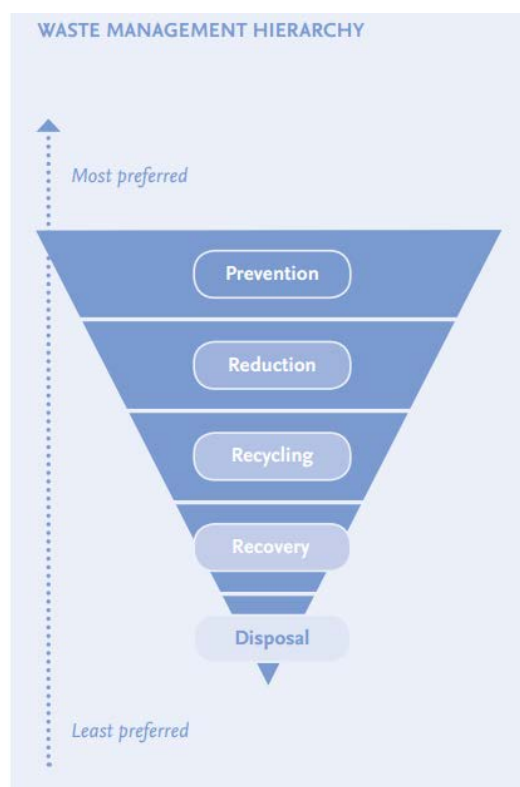 WASTE MANAGEMENT HIERARCHY
Most preferred
Prevention
Reduction
Recycling
Recovery
Disposal
Least preferred